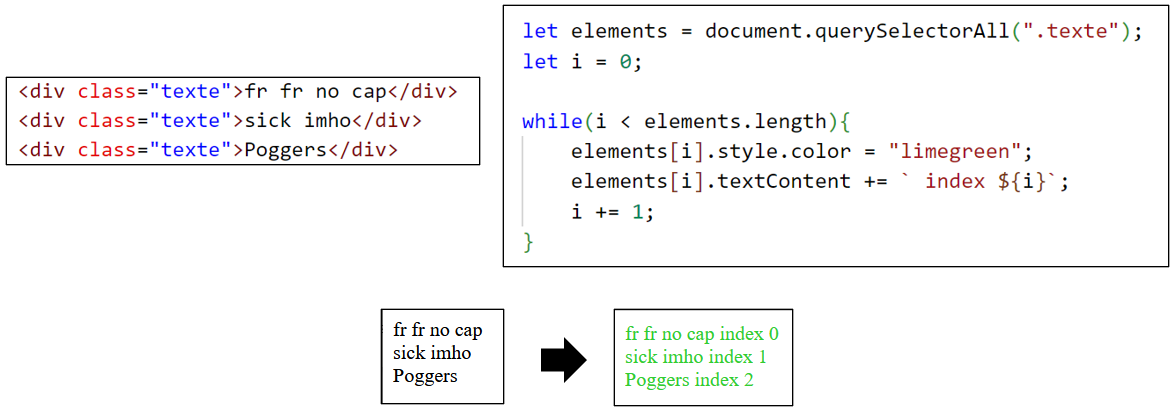 <div class="texte">fr fr no cap</div>
<div class="texte">sick imho</div>
<div class="texte">Poggers</div>
let elements = document.querySelectorAll(".texte");
let i = 0;
while(i < elements.length){
elements[i].style.color = "limegreen";
elements[i].textContent += ` index ${i}`;
i += 1;
}
fr fr no cap
sick imho
Poggers
fr fr no cap index 0
sick imho index 1
Poggers index 2